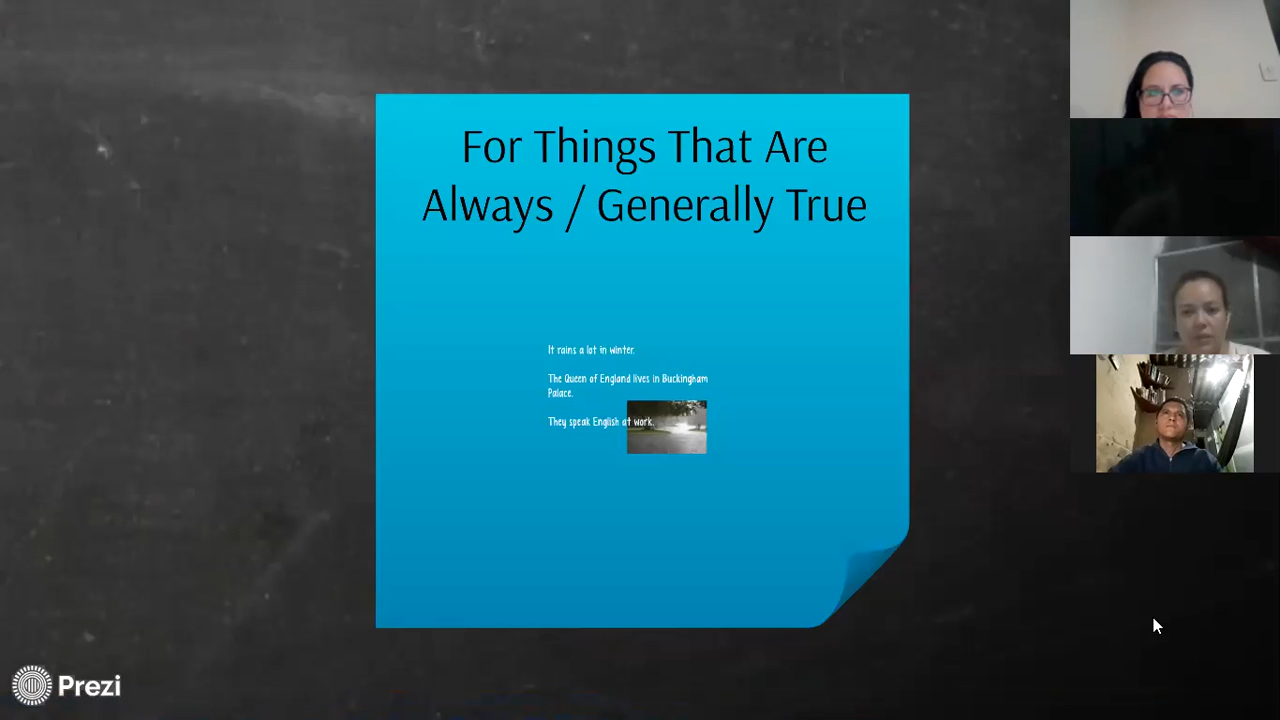 For Things That Are
Always / Generally True
It rains a lot in winter.
The Queen of England lives in Buckingham
Palace.
They speak English at work.
Prezi